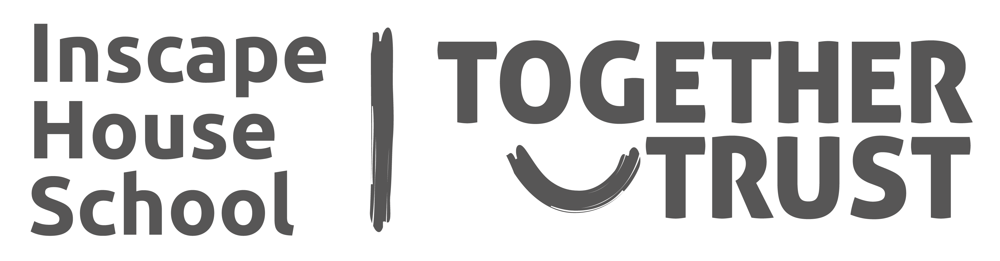 Inscape
House
School
TOGETHER
TRUST